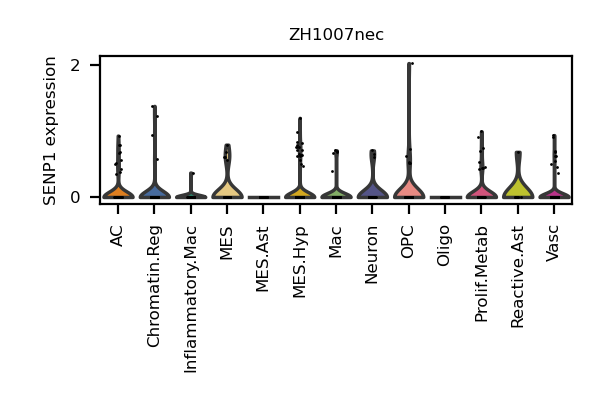 ZH1007nec
SENP1 expression
2
0
AC
Chromatin.Reg
Inflammatory.Mac
MES
MES.Ast
MES.Hyp
Mac
Neuron
OPC
Oligo
Prolif.Metab
Reactive.Ast
Vasc